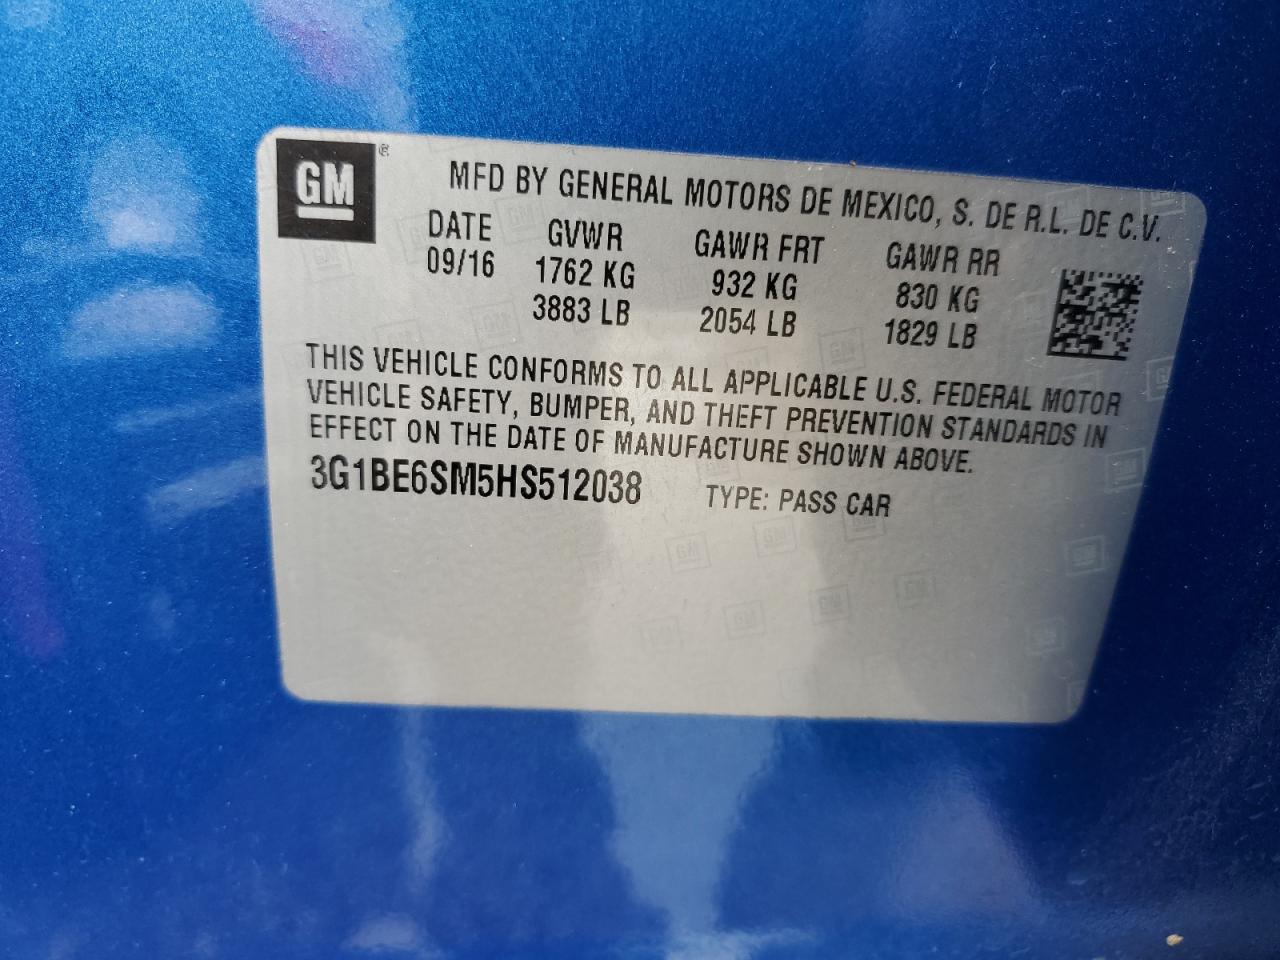 GM ®
MFD BY GENERAL MOTORS DE MEXICO, S. DE R.L. DE C.V.
DATE GVWR GAWR FRT GAWR RR
09/16 1762 KG 932 KG 830 KG
3883 LB 2054 LB 1829 LB
THIS VEHICLE CONFORMS TO ALL APPLICABLE U.S. FEDERAL MOTOR
VEHICLE SAFETY, BUMPER, AND THEFT PREVENTION STANDARDS IN
EFFECT ON THE DATE OF MANUFACTURE SHOWN ABOVE.
3G1BE6SM5HS512038 TYPE: PASS CAR